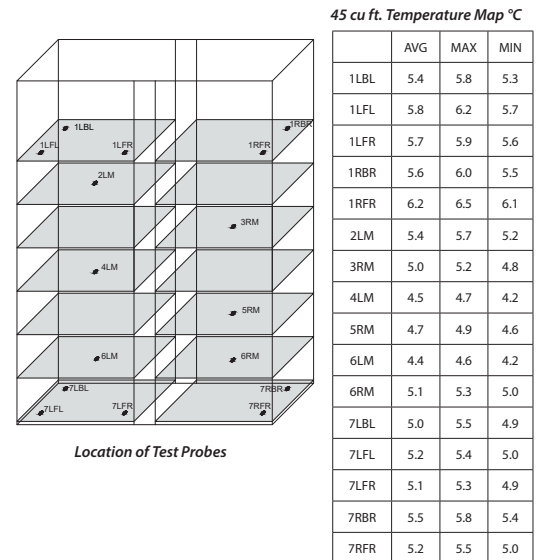 45 cu ft. Temperature Map °C
AVG MAX MIN
1LBL 5.4 5.8 5.3
1LFL 5.8 6.2 5.7
1LFR 5.7 5.9 5.6
1RBR 5.6 6.0 5.5
1RFR 6.2 6.5 6.1
2LM 5.4 5.7 5.2
3RM 5.0 5.2 4.8
4LM 4.5 4.7 4.2
5RM 4.7 4.9 4.6
6LM 4.4 4.6 4.2
6RM 5.1 5.3 5.0
7LBL 5.0 5.5 4.9
7LFL 5.2 5.4 5.0
7LFR 5.1 5.3 4.9
7RBR 5.5 5.8 5.4
7RFR 5.2 5.5 5.0
1LBL 1RBR
1LFL 1LFR 1RFR
2LM
3RM
4LM
5RM
6LM 6RM
7LBL 7RBR
7LFL 7LFR 7RFR
Location of Test Probes